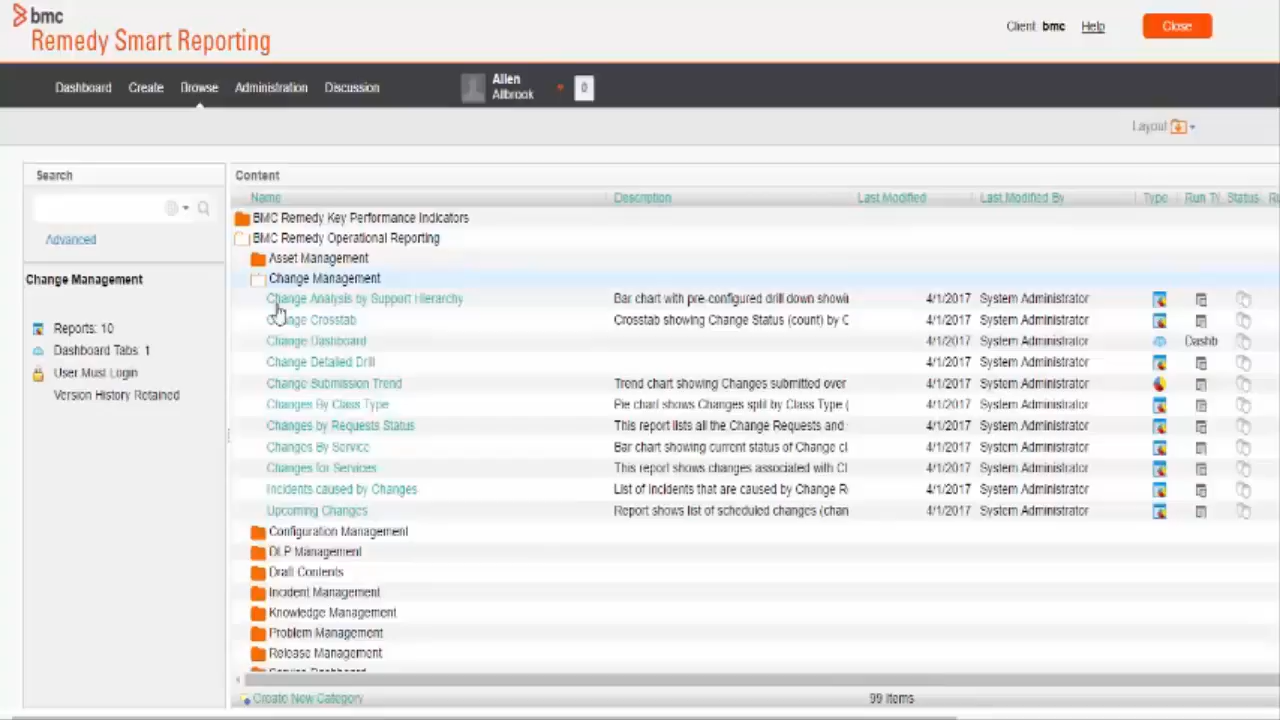 bmc
Remedy Smart Reporting
Client bmc Help Close
Dashboard Create Browse Administration Discussion Allen Allbrook 0
Layout
Search
Advanced
Change Management
Reports: 10
Dashboard Tabs: 1
User Must Login
Version History Retained
Content
Name Description Last Modified Last Modified By Type Run Ty Status
BMC Remedy Key Performance Indicators
BMC Remedy Operational Reporting
Asset Management
Change Management
Change Analysis by Support Hierarchy Bar chart with pre-configured drill down showi 4/1/2017 System Administrator
Change Crosstab Crosstab showing Change Status (count) by C 4/1/2017 System Administrator
Change Dashboard 4/1/2017 System Administrator Dashb
Change Detailed Drill 4/1/2017 System Administrator
Change Submission Trend Trend chart showing Changes submitted over 4/1/2017 System Administrator
Changes By Class Type Pie chart shows Changes split by Class Type ( 4/1/2017 System Administrator
Changes by Requests Status This report lists all the Change Requests and 4/1/2017 System Administrator
Changes By Service Bar chart showing current status of Change cl 4/1/2017 System Administrator
Changes for Services This report shows changes associated with CI 4/1/2017 System Administrator
Incidents caused by Changes List of Incidents that are caused by Change R 4/1/2017 System Administrator
Upcoming Changes Report shows list of scheduled changes (chan 4/1/2017 System Administrator
Configuration Management
DLP Management
Draft Contents
Incident Management
Knowledge Management
Problem Management
Release Management
Service Dashboard
Create New Category 99 Items